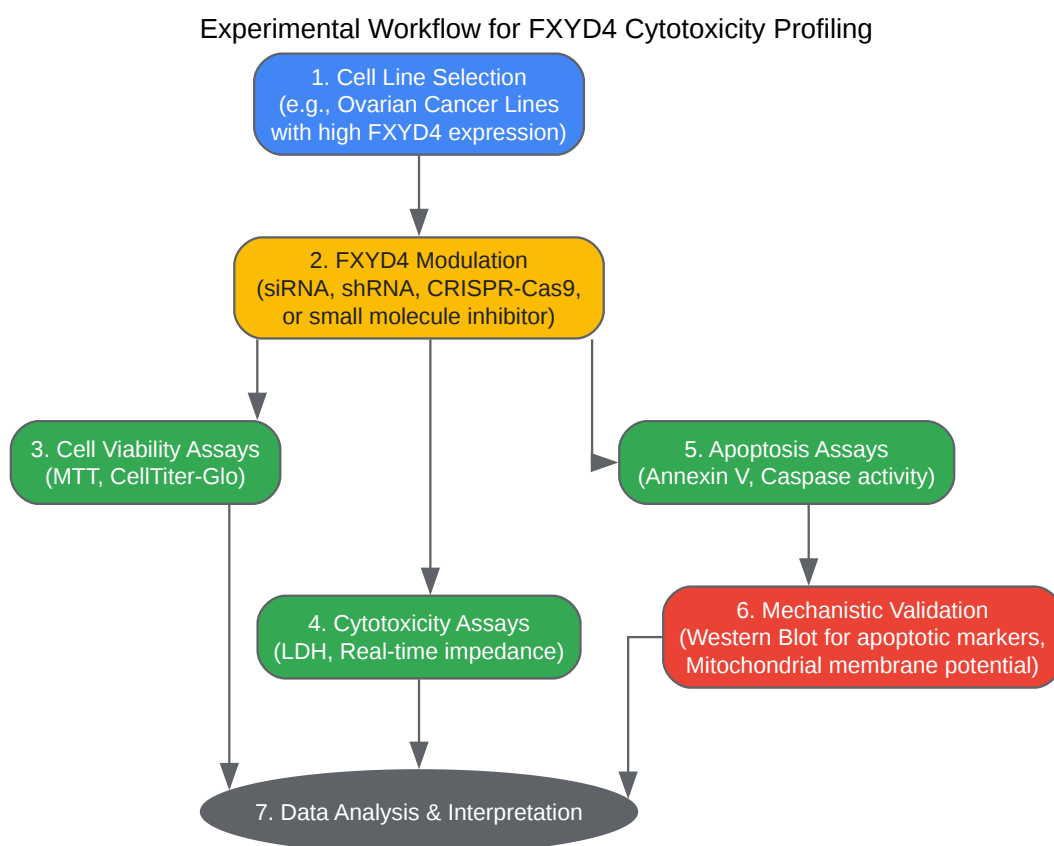 Experimental Workflow for FXYD4 Cytotoxicity Profiling
1. Cell Line Selection
(e.g., Ovarian Cancer Lines
with high FXYD4 expression)
2. FXYD4 Modulation
(siRNA, shRNA, CRISPR-Cas9,
or small molecule inhibitor)
3. Cell Viability Assays
(MTT, CellTiter-Glo)
5. Apoptosis Assays
(Annexin V, Caspase activity)
4. Cytotoxicity Assays
(LDH, Real-time impedance)
6. Mechanistic Validation
(Western Blot for apoptotic markers,
Mitochondrial membrane potential)
7. Data Analysis & Interpretation